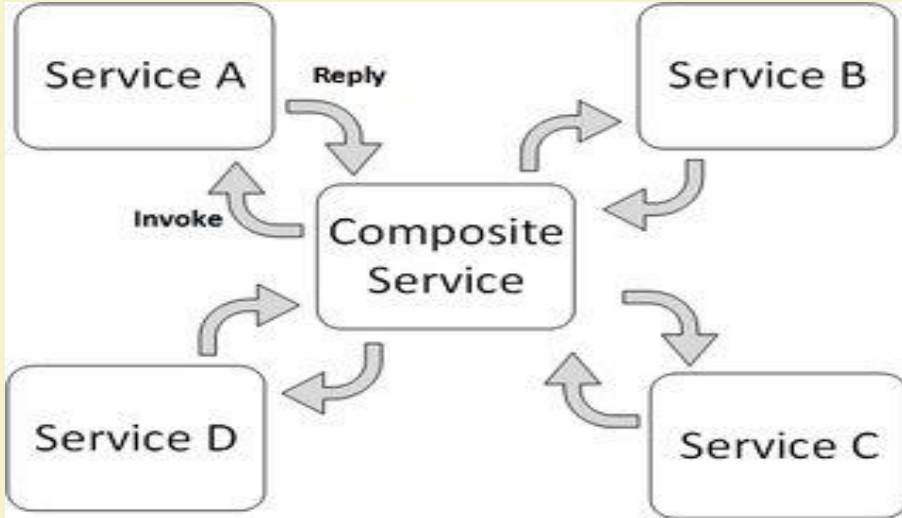 Service A
Reply
Service B
Invoke
Composite
Service
Service D
Service C